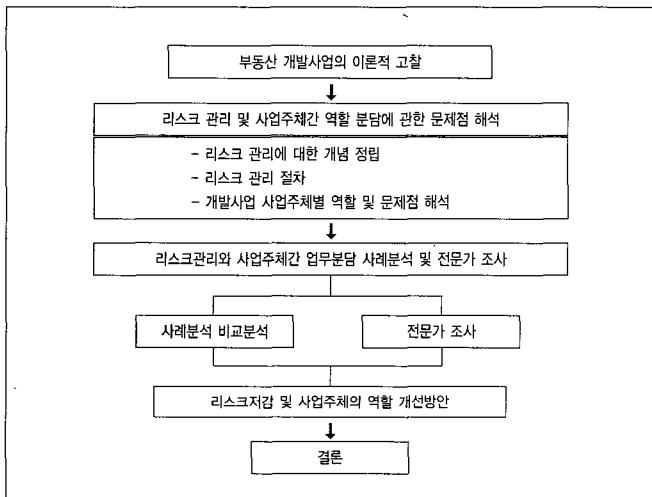 부동산 개발사업의 이론적 고찰
리스크 관리 및 사업주체간 역할 분담에 관한 문제점 해석
- 리스크 관리에 대한 개념 정립
- 리스크 관리 절차
- 개발사업 사업주체별 역할 및 문제점 해석
리스크관리와 사업주체간 업무분담 사례분석 및 전문가 조사
사례분석 비교분석
전문가 조사
리스크저감 및 사업주체의 역할 개선방안
결론